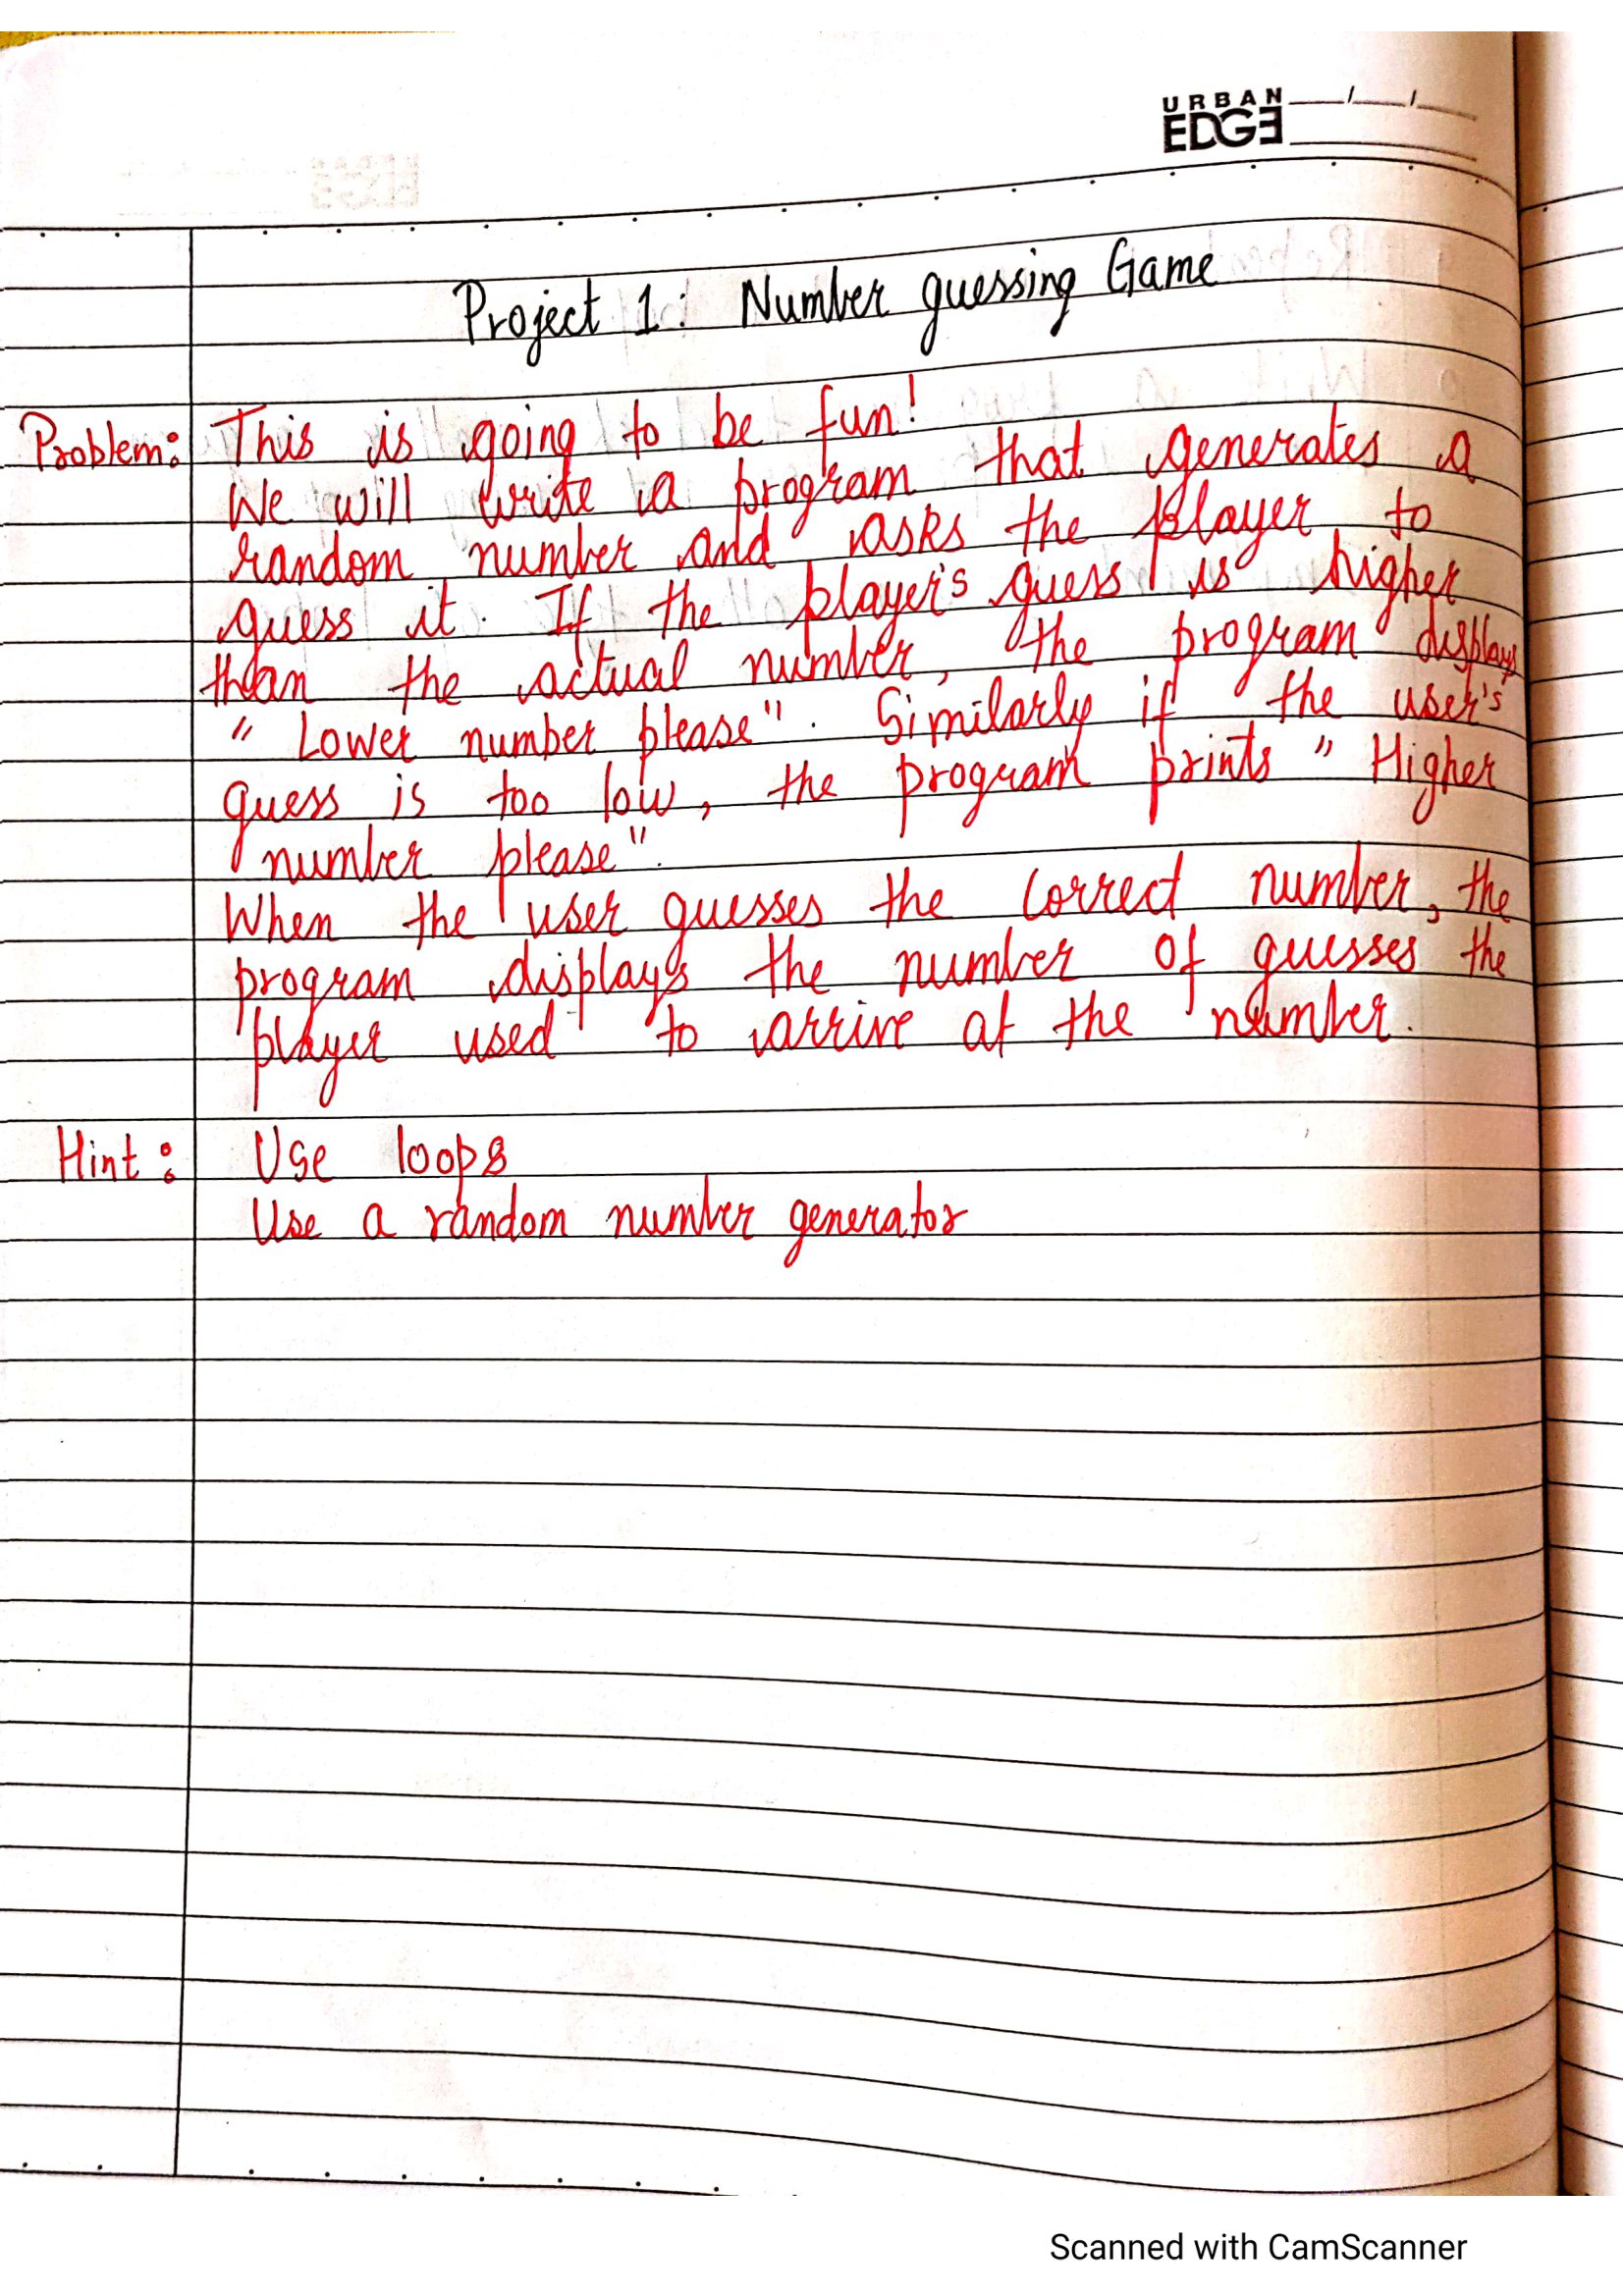 URBAN
EDGE
Project 1: Number guessing Game
Problem: This is going to be fun!
We will write a program that generates a
random number and asks the player to
guess it. If the player's guess is higher
than the actual number, the program displays
"Lower number please". Similarly if the user's
guess is too low, the program prints "Higher
number please".
When the user guesses the correct number, the
program displays the number of guesses the
player used to arrive at the number.
Hint: Use loops
Use a random number generator
Scanned with CamScanner